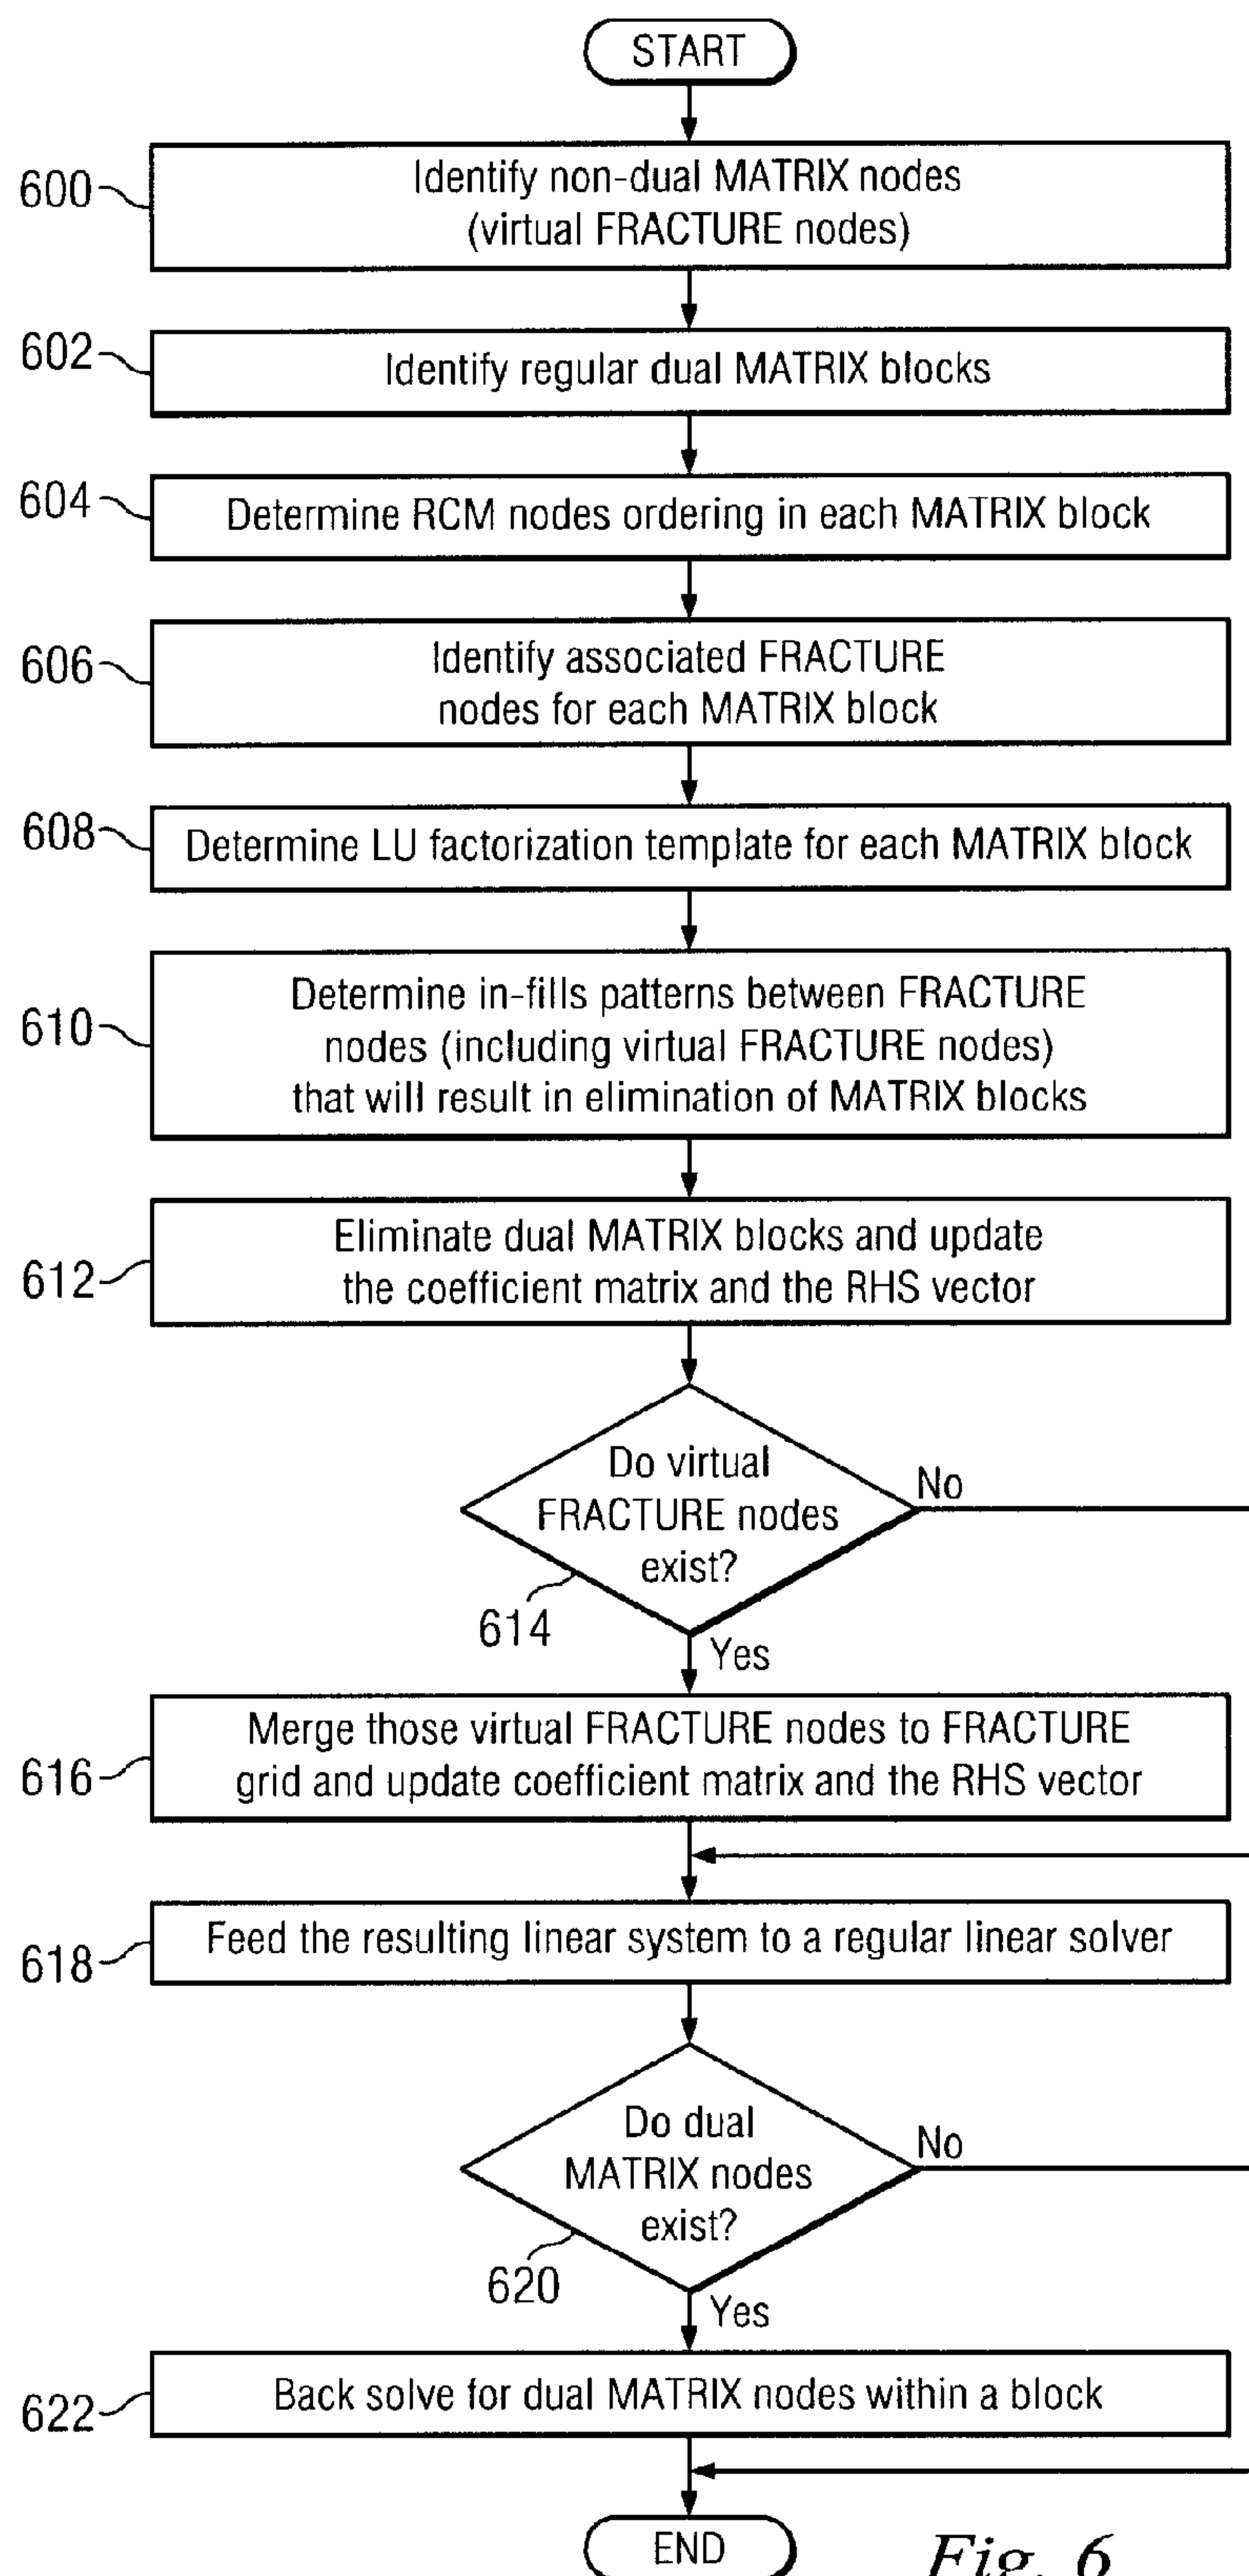 START
600
Identify non-dual MATRIX nodes
(virtual FRACTURE nodes)
602
Identify regular dual MATRIX blocks
604
Determine RCM nodes ordering in each MATRIX block
606
Identify associated FRACTURE
nodes for each MATRIX block
608
Determine LU factorization template for each MATRIX block
610
Determine in-fills patterns between FRACTURE
nodes (including virtual FRACTURE nodes)
that will result in elimination of MATRIX blocks
612
Eliminate dual MATRIX blocks and update
the coefficient matrix and the RHS vector
Do virtual
FRACTURE nodes
exist?
No
614
Yes
616
Merge those virtual FRACTURE nodes to FRACTURE
grid and update coefficient matrix and the RHS vector
618
Feed the resulting linear system to a regular linear solver
Do dual
MATRIX nodes
exist?
No
620
Yes
622
Back solve for dual MATRIX nodes within a block
END
Fig. 6